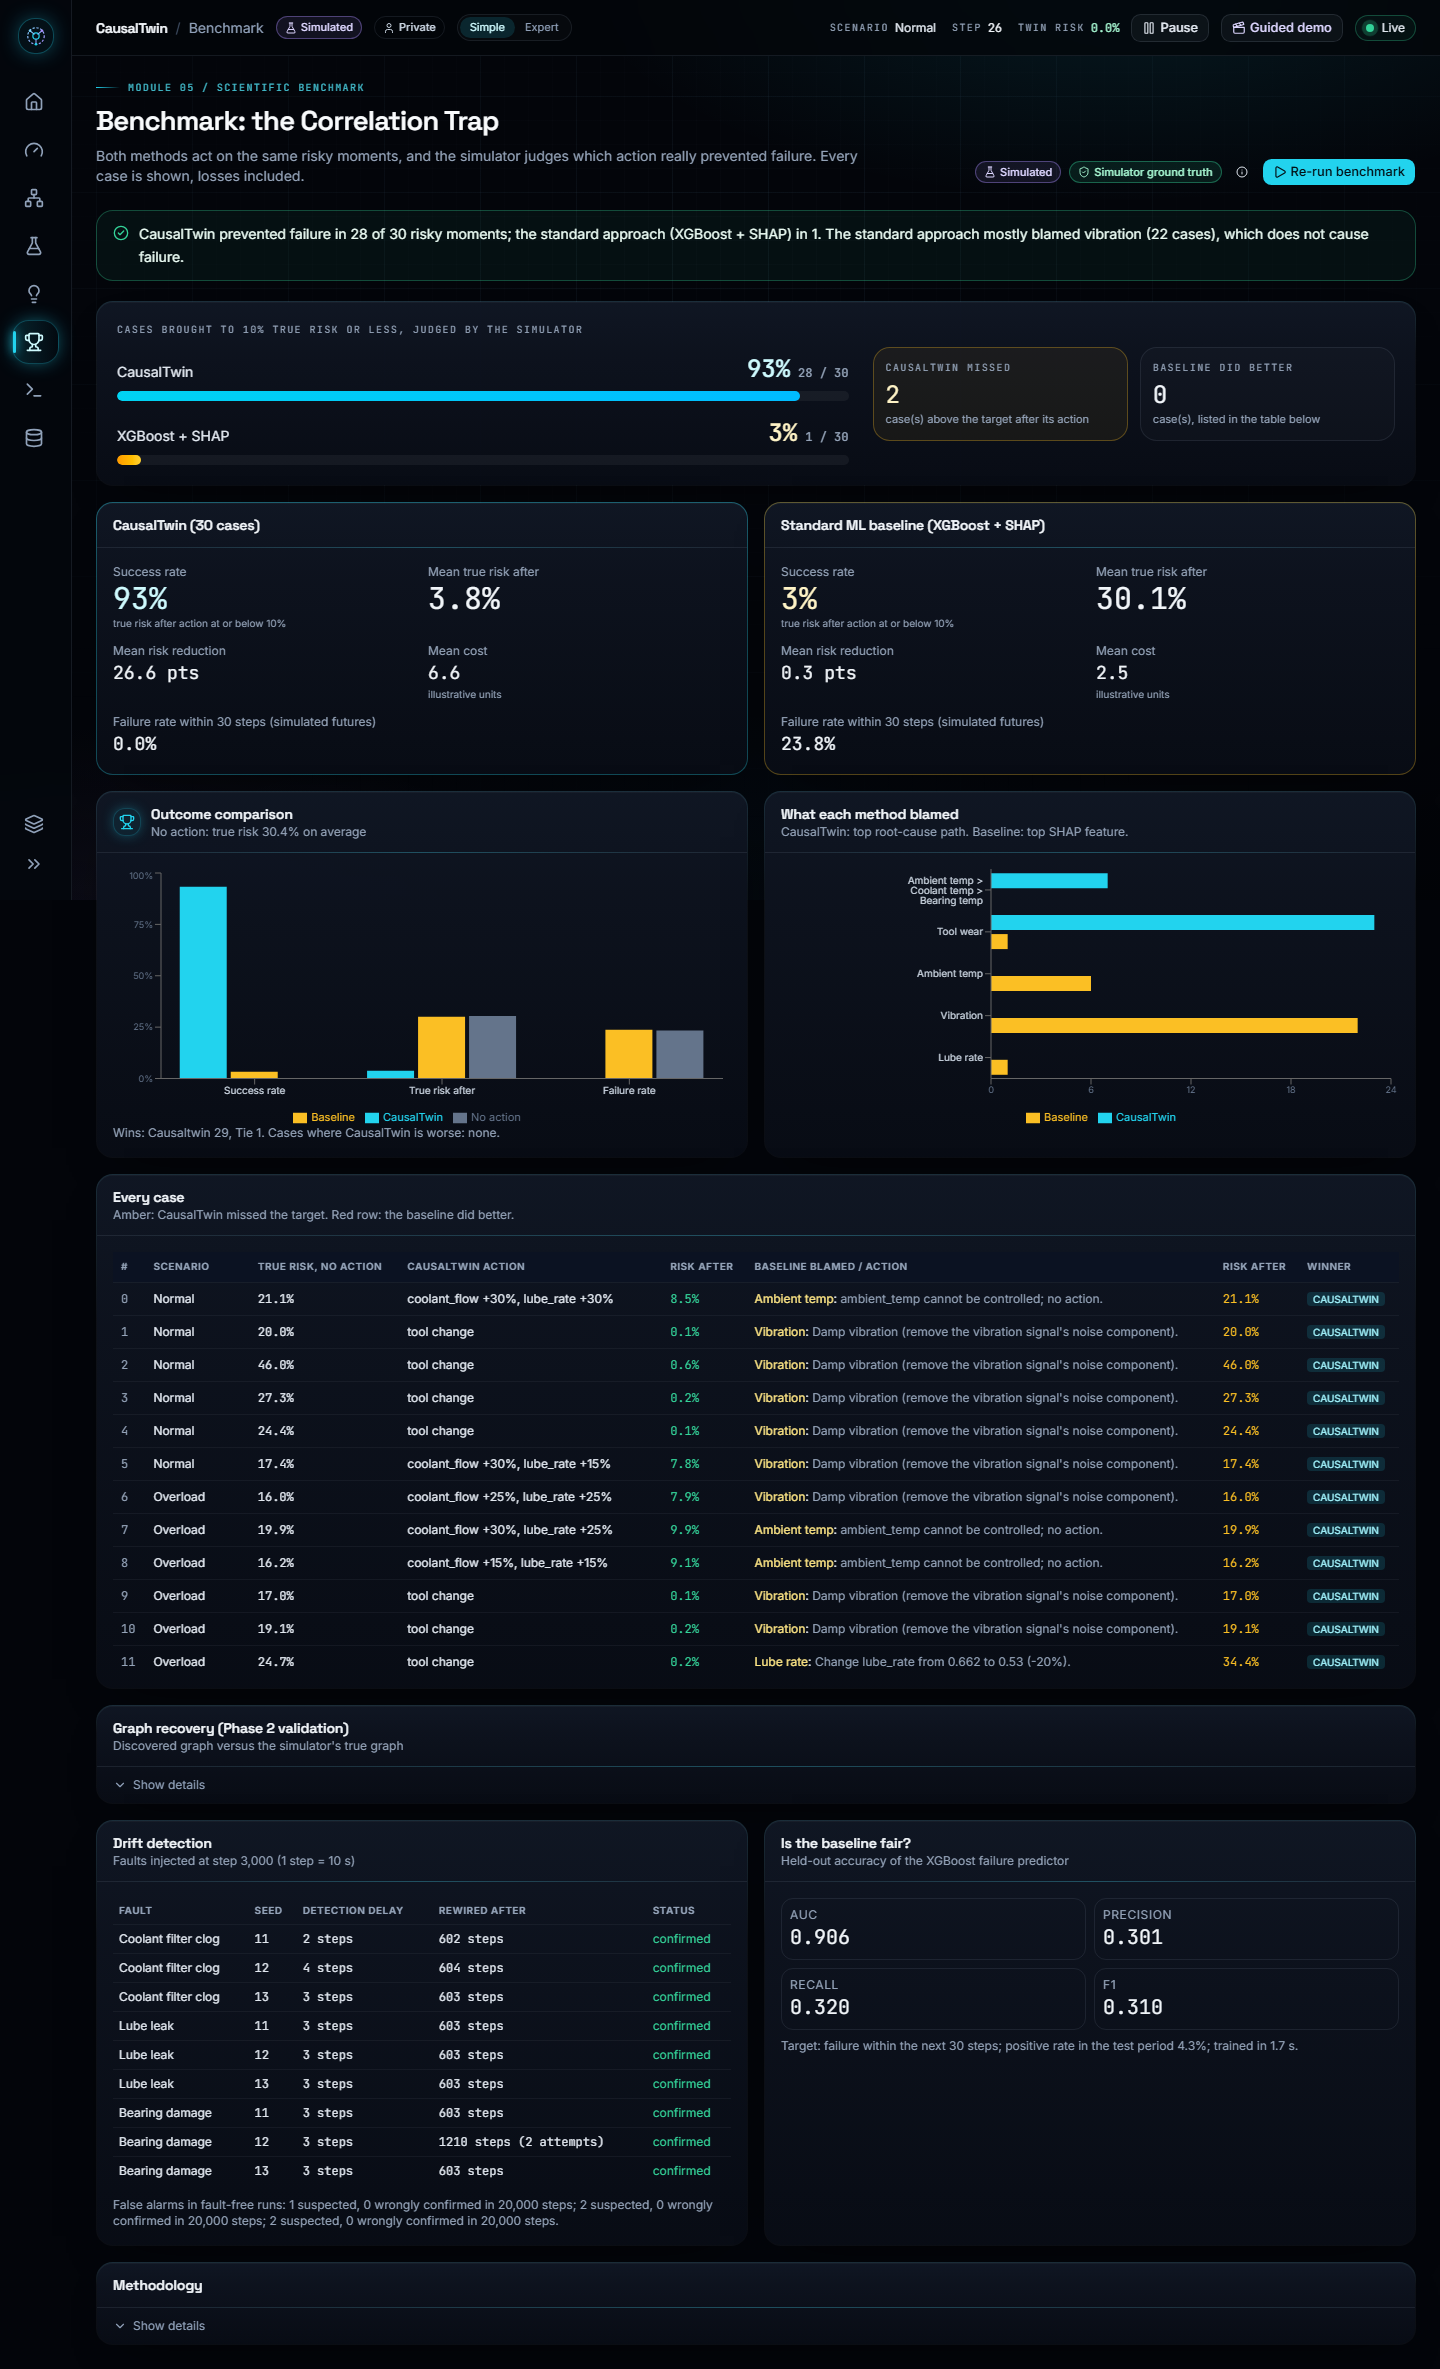 CausalTwin / Benchmark Simulated Private Simple Expert SCENARIO Normal STEP 26 TWIN RISK 0.0% Pause Guided demo Live
MODULE 05 / SCIENTIFIC BENCHMARK
Benchmark: the Correlation Trap
Both methods act on the same risky moments, and the simulator judges which action really prevented failure. Every
case is shown, losses included.
Simulated Simulator ground truth Re-run benchmark
CausalTwin prevented failure in 28 of 30 risky moments; the standard approach (XGBoost + SHAP) in 1. The standard approach mostly blamed vibration (22 cases), which does not cause
failure.
CASES BROUGHT TO 10% TRUE RISK OR LESS, JUDGED BY THE SIMULATOR
CausalTwin 93% 28 / 30
XGBoost + SHAP 3% 1 / 30
CAUSALTWIN MISSED
2
case(s) above the target after its action
BASELINE DID BETTER
0
case(s), listed in the table below
CausalTwin (30 cases)
Success rate Mean true risk after
93% 3.8%
true risk after action at or below 10%
Mean risk reduction Mean cost
26.6 pts 6.6
illustrative units
Failure rate within 30 steps (simulated futures)
0.0%
Standard ML baseline (XGBoost + SHAP)
Success rate Mean true risk after
3% 30.1%
true risk after action at or below 10%
Mean risk reduction Mean cost
0.3 pts 2.5
illustrative units
Failure rate within 30 steps (simulated futures)
23.8%
Outcome comparison
No action: true risk 30.4% on average
100%
75%
50%
25%
0%
Success rate True risk after Failure rate
Baseline CausalTwin No action
Wins: Causaltwin 29, Tie 1. Cases where CausalTwin is worse: none.
What each method blamed
CausalTwin: top root-cause path. Baseline: top SHAP feature.
Ambient temp >
Coolant temp >
Bearing temp
Tool wear
Ambient temp
Vibration
Lube rate
0 6 12 18 24
Baseline CausalTwin
Every case
Amber: CausalTwin missed the target. Red row: the baseline did better.
# SCENARIO TRUE RISK, NO ACTION CAUSALTWIN ACTION RISK AFTER BASELINE BLAMED / ACTION RISK AFTER WINNER
0 Normal 21.1% coolant_flow +30%, lube_rate +30% 8.5% Ambient temp: ambient_temp cannot be controlled; no action. 21.1% CAUSALTWIN
1 Normal 20.0% tool change 0.1% Vibration: Damp vibration (remove the vibration signal's noise component). 20.0% CAUSALTWIN
2 Normal 46.0% tool change 0.6% Vibration: Damp vibration (remove the vibration signal's noise component). 46.0% CAUSALTWIN
3 Normal 27.3% tool change 0.2% Vibration: Damp vibration (remove the vibration signal's noise component). 27.3% CAUSALTWIN
4 Normal 24.4% tool change 0.1% Vibration: Damp vibration (remove the vibration signal's noise component). 24.4% CAUSALTWIN
5 Normal 17.4% coolant_flow +30%, lube_rate +15% 7.8% Vibration: Damp vibration (remove the vibration signal's noise component). 17.4% CAUSALTWIN
6 Overload 16.0% coolant_flow +25%, lube_rate +25% 7.9% Vibration: Damp vibration (remove the vibration signal's noise component). 16.0% CAUSALTWIN
7 Overload 19.9% coolant_flow +30%, lube_rate +25% 9.9% Ambient temp: ambient_temp cannot be controlled; no action. 19.9% CAUSALTWIN
8 Overload 16.2% coolant_flow +15%, lube_rate +15% 9.1% Ambient temp: ambient_temp cannot be controlled; no action. 16.2% CAUSALTWIN
9 Overload 17.0% tool change 0.1% Vibration: Damp vibration (remove the vibration signal's noise component). 17.0% CAUSALTWIN
10 Overload 19.1% tool change 0.2% Vibration: Damp vibration (remove the vibration signal's noise component). 19.1% CAUSALTWIN
11 Overload 24.7% tool change 0.2% Lube rate: Change lube_rate from 0.662 to 0.53 (-20%). 34.4% CAUSALTWIN
Graph recovery (Phase 2 validation)
Discovered graph versus the simulator's true graph
Show details
Drift detection
Faults injected at step 3,000 (1 step = 10 s)
FAULT SEED DETECTION DELAY REWIRED AFTER STATUS
Coolant filter clog 11 2 steps 602 steps confirmed
Coolant filter clog 12 4 steps 604 steps confirmed
Coolant filter clog 13 3 steps 603 steps confirmed
Lube leak 11 3 steps 603 steps confirmed
Lube leak 12 3 steps 603 steps confirmed
Lube leak 13 3 steps 603 steps confirmed
Bearing damage 11 3 steps 603 steps confirmed
Bearing damage 12 3 steps 1210 steps (2 attempts) confirmed
Bearing damage 13 3 steps 603 steps confirmed
False alarms in fault-free runs: 1 suspected, 0 wrongly confirmed in 20,000 steps; 2 suspected, 0 wrongly
confirmed in 20,000 steps; 2 suspected, 0 wrongly confirmed in 20,000 steps.
Is the baseline fair?
Held-out accuracy of the XGBoost failure predictor
AUC PRECISION
0.906 0.301
RECALL F1
0.320 0.310
Target: failure within the next 30 steps; positive rate in the test period 4.3%; trained in 1.7 s.
Methodology
Show details